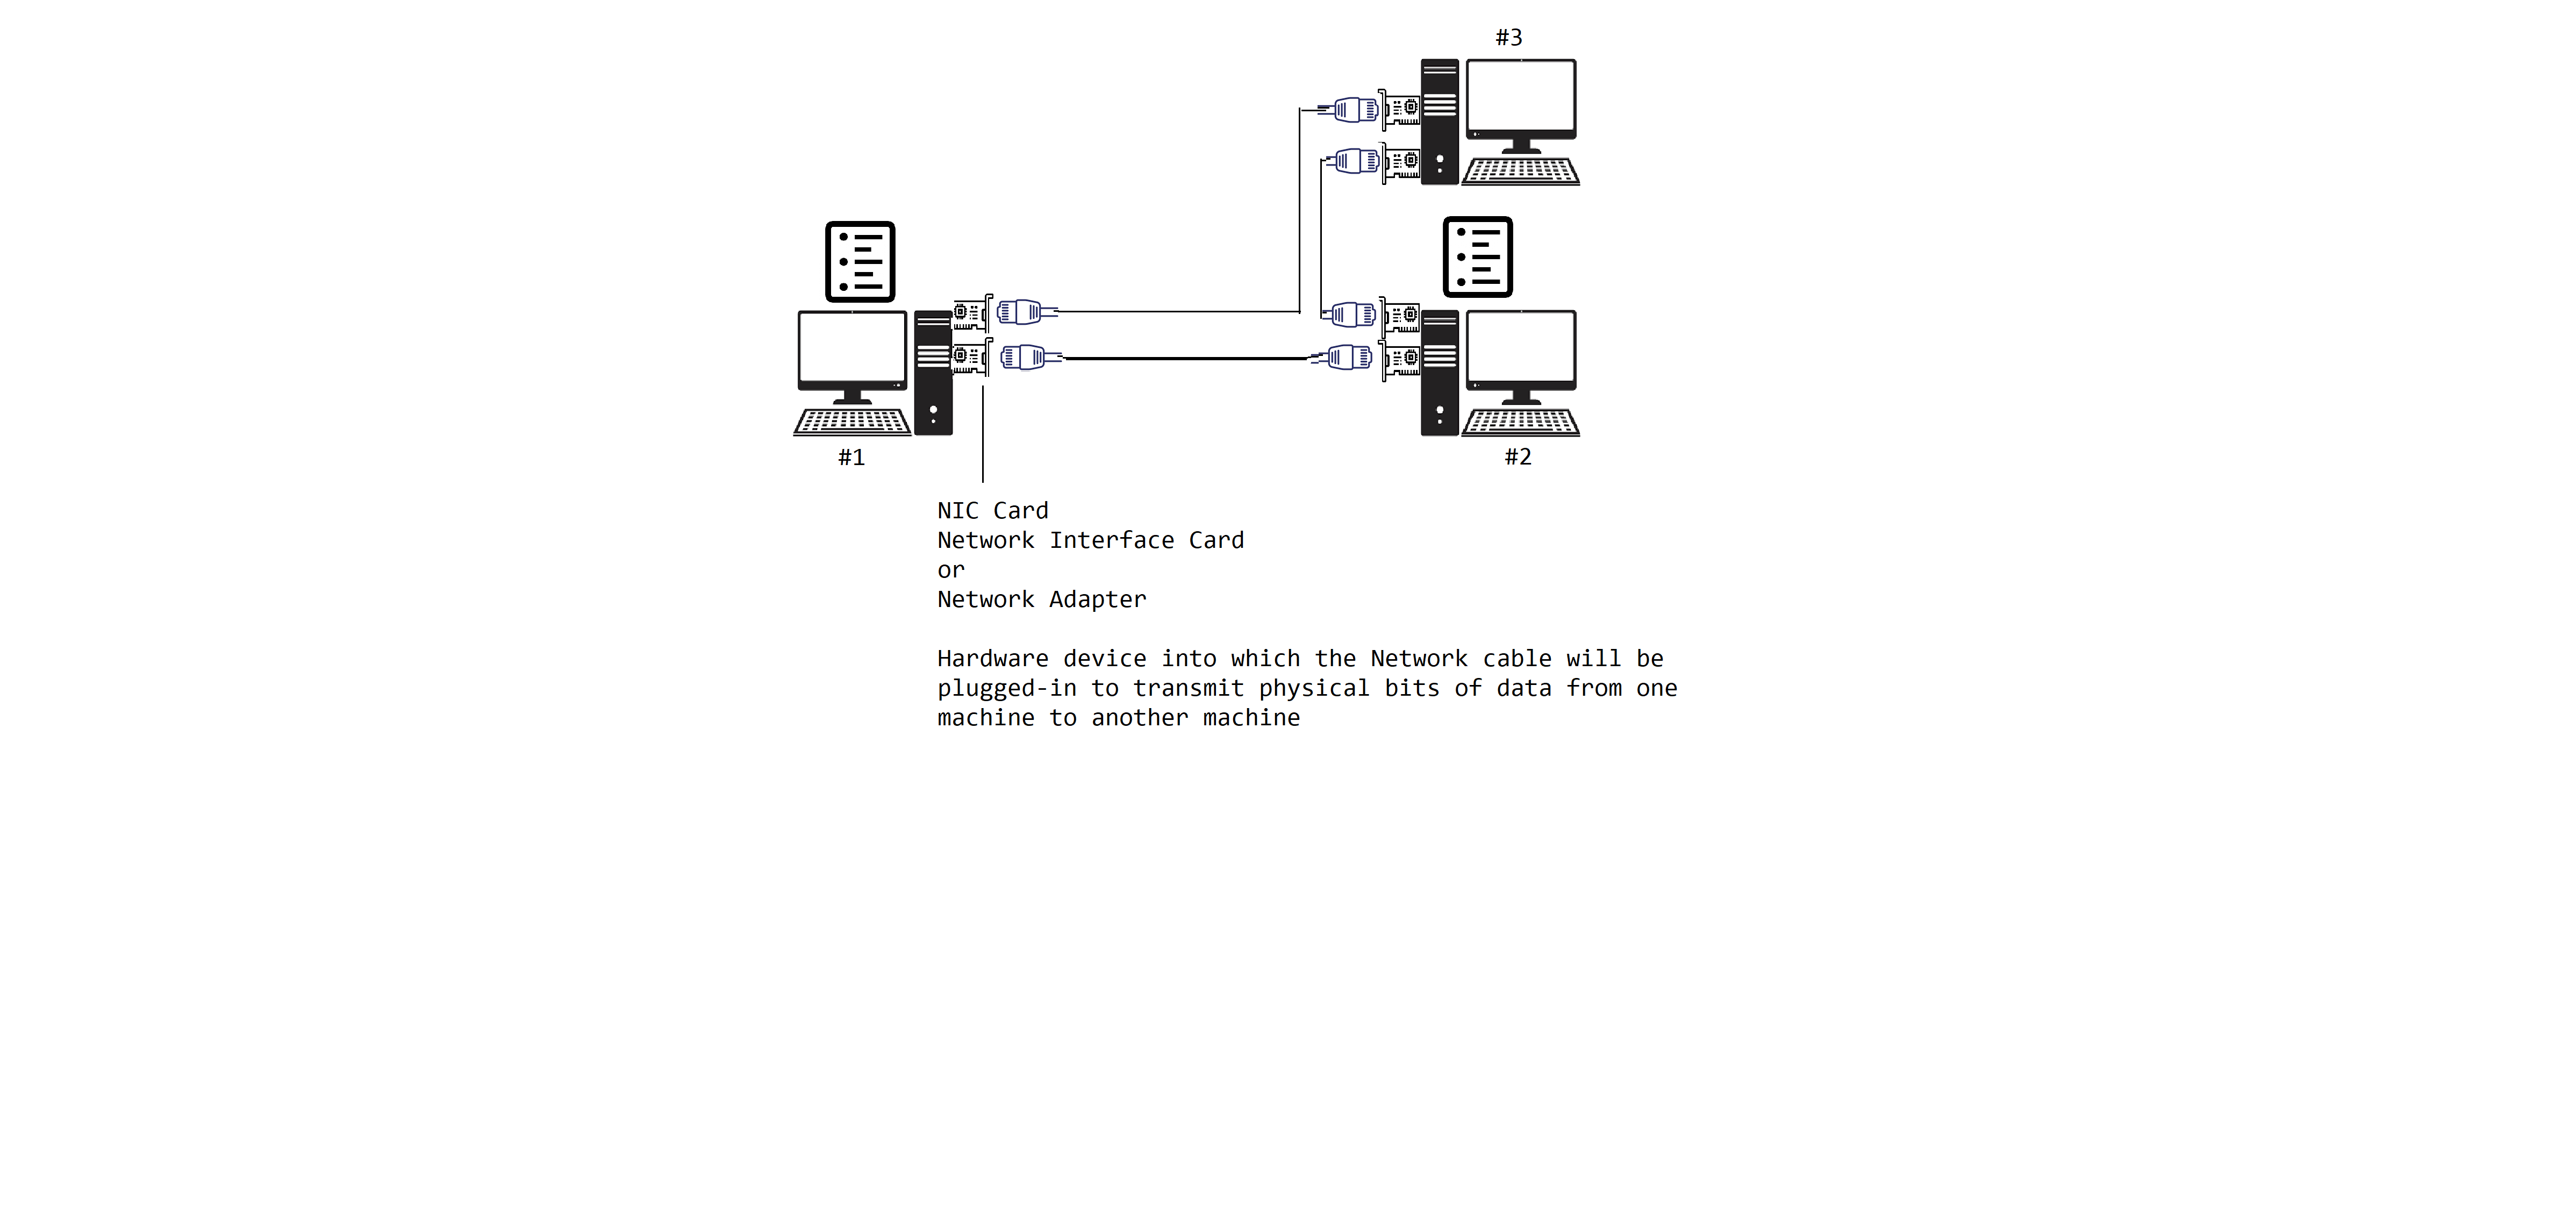 #3
#1
#2
NIC Card
Network Interface Card
or
Network Adapter
Hardware device into which the Network cable will be
plugged-in to transmit physical bits of data from one
machine to another machine